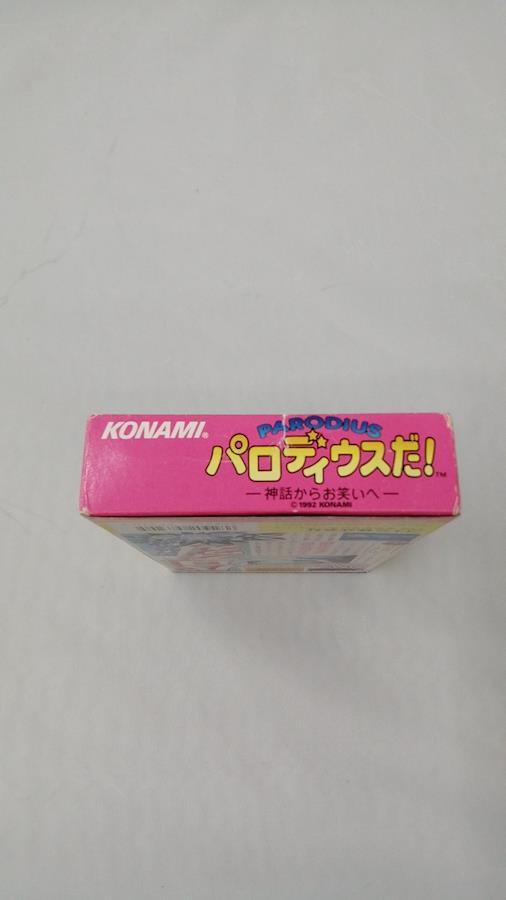 KONAMI®
PARODIUS
パロディウスだ!™
—神話からお笑いへ—
© 1992 KONAMI